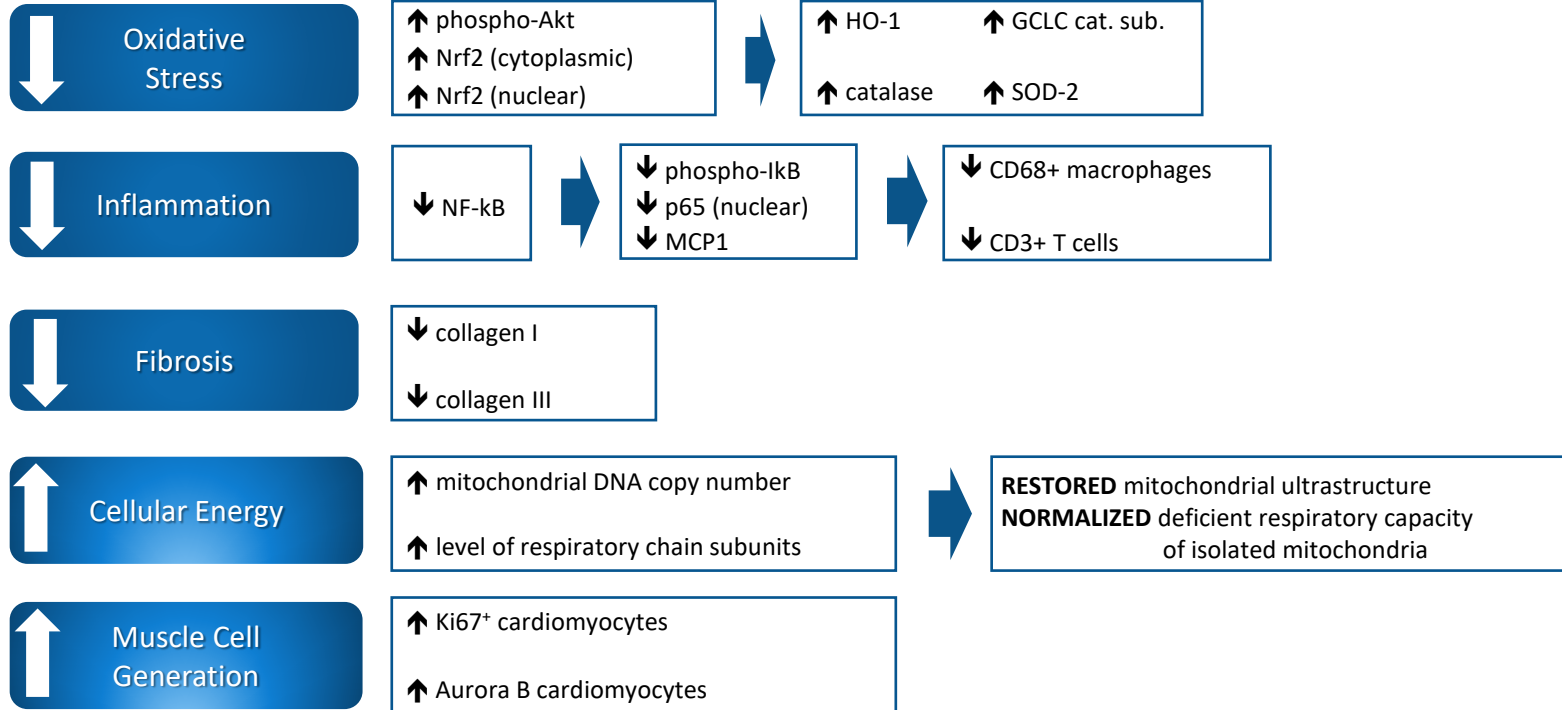 Oxidative
Stress
↑ phospho-Akt
↑ Nrf2 (cytoplasmic)
↑ Nrf2 (nuclear)
↑ HO-1 ↑ GCLC cat. sub.
↑ catalase ↑ SOD-2
Inflammation
↓ NF-kB
↓ phospho-IkB
↓ p65 (nuclear)
↓ MCP1
↓ CD68+ macrophages
↓ CD3+ T cells
Fibrosis
↓ collagen I
↓ collagen III
Cellular Energy
↑ mitochondrial DNA copy number
↑ level of respiratory chain subunits
RESTORED mitochondrial ultrastructure
NORMALIZED deficient respiratory capacity
of isolated mitochondria
Muscle Cell
Generation
↑ Ki67⁺ cardiomyocytes
↑ Aurora B cardiomyocytes